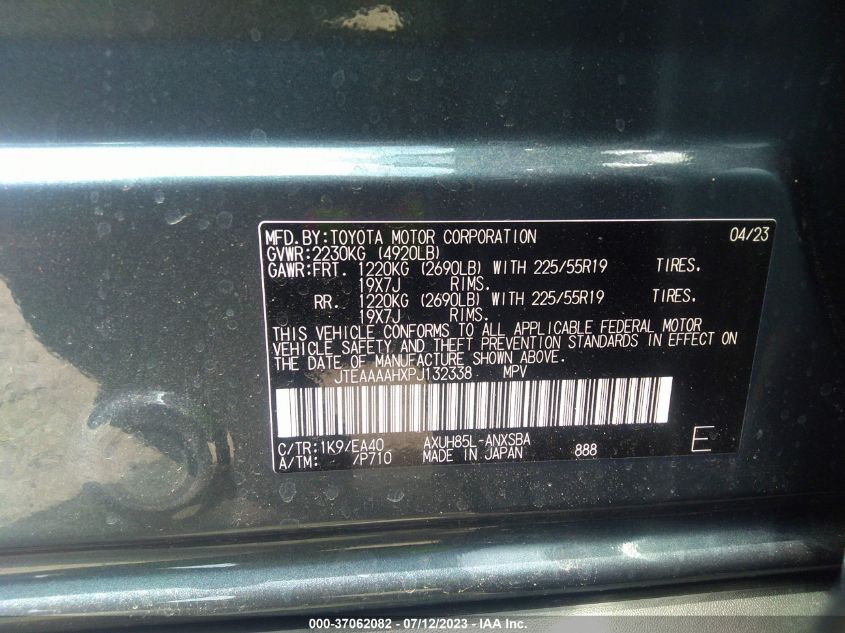 MFD.BY:TOYOTA MOTOR CORPORATION 04/23
GVWR:2230KG (4920LB)
GAWR:FRT. 1220KG (2690LB) WITH 225/55R19 TIRES.
19X7J RIMS.
RR. 1220KG (2690LB) WITH 225/55R19 TIRES.
19X7J RIMS.
THIS VEHICLE CONFORMS TO ALL APPLICABLE FEDERAL MOTOR
VEHICLE SAFETY AND THEFT PREVENTION STANDARDS IN EFFECT ON
THE DATE OF MANUFACTURE SHOWN ABOVE.
JTEAAAAHXPJ132338 MPV
C/TR:1K9/EA40 AXUH85L-ANXSBA
A/TM: /P710 MADE IN JAPAN 888 E
000-37062082 - 07/12/2023 - IAA Inc.